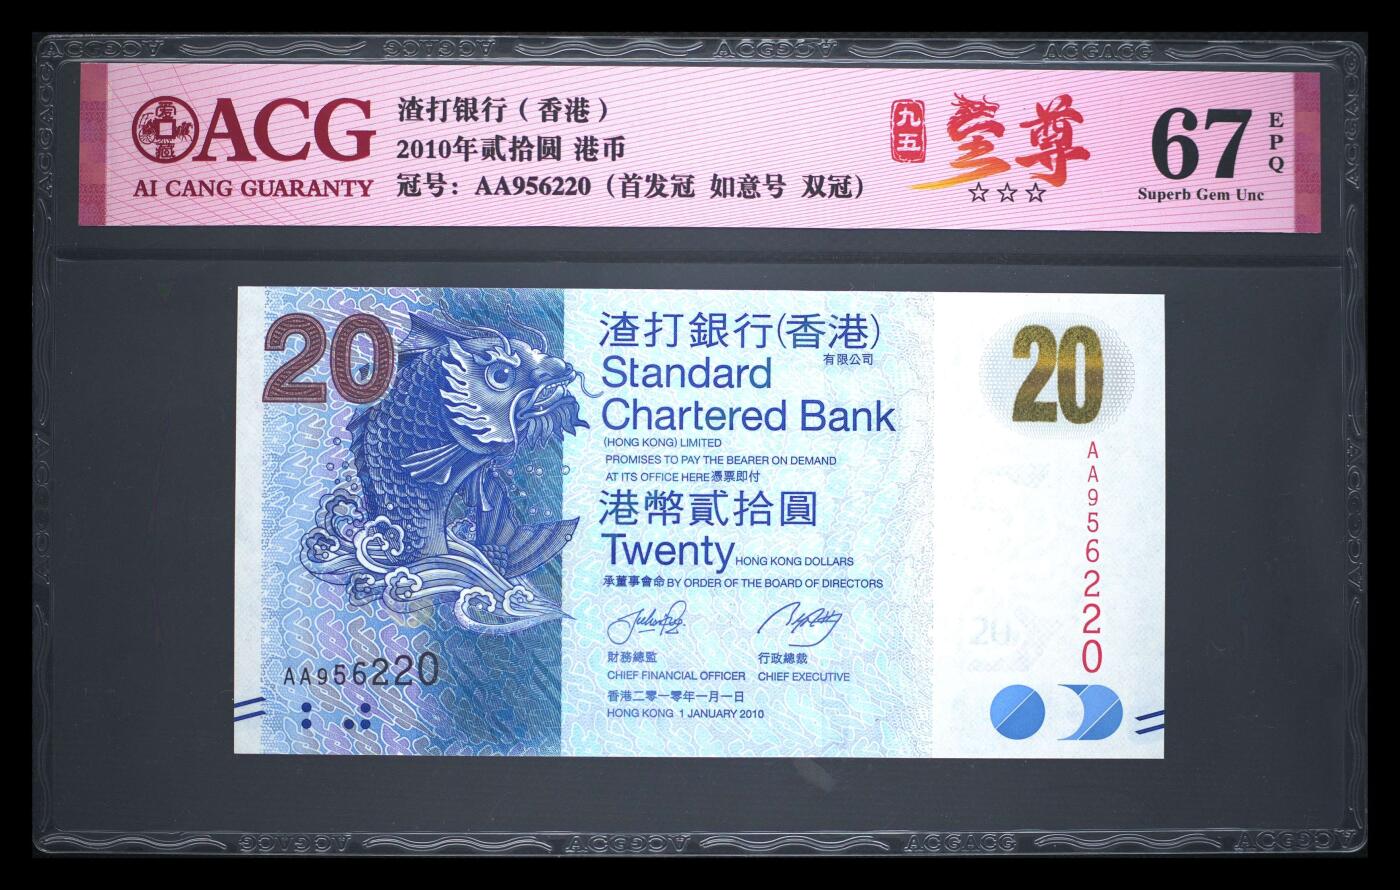 ACG
AI CANG GUARANTY
爱藏
渣打银行（香港）
2010年贰拾圆 港币
冠号：AA956220（首发冠 如意号 双冠）
九五
至尊
☆☆☆
67
EPQ
Superb Gem Unc
20
渣打銀行(香港)
有限公司
Standard
Chartered Bank
(HONG KONG) LIMITED
PROMISES TO PAY THE BEARER ON DEMAND
AT ITS OFFICE HERE 憑票即付
港幣貳拾圓
Twenty HONG KONG DOLLARS
承董事會命 BY ORDER OF THE BOARD OF DIRECTORS
財務總監 行政總裁
CHIEF FINANCIAL OFFICER CHIEF EXECUTIVE
香港二零一零年一月一日
HONG KONG 1 JANUARY 2010
AA956220
20
AA956220
20